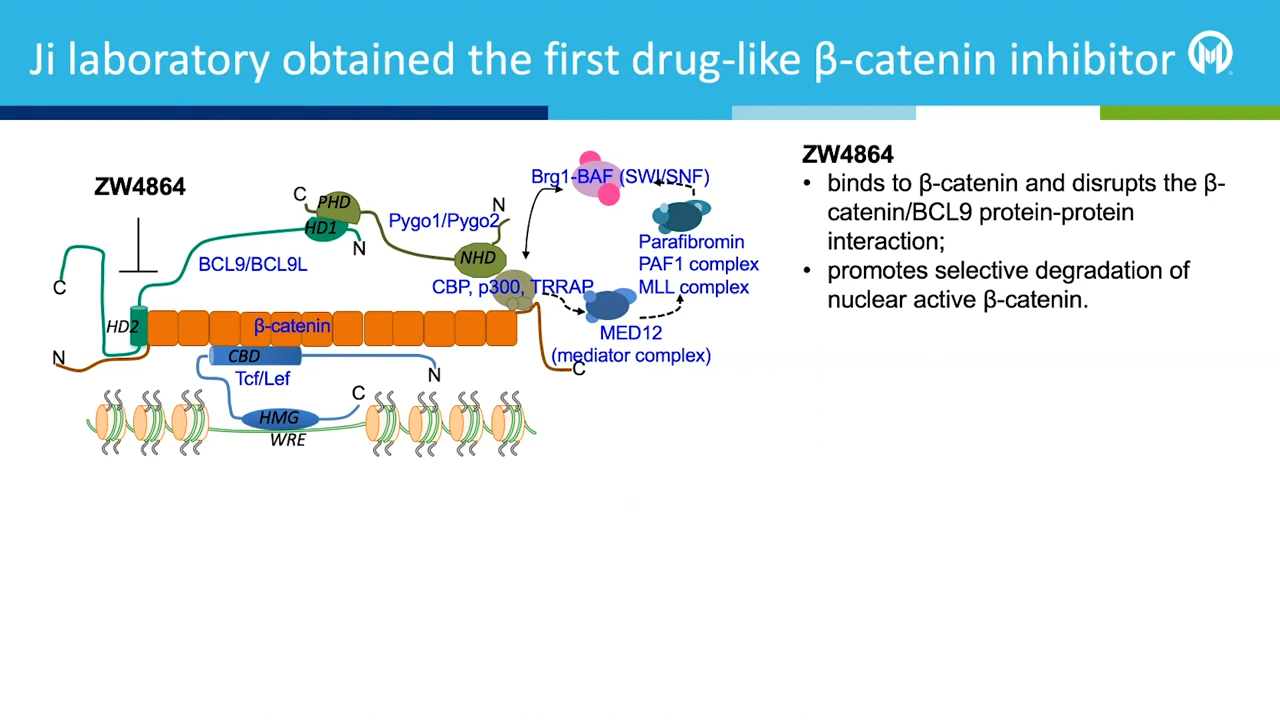 Ji laboratory obtained the first drug-like β-catenin inhibitor
ZW4864
C
PHD
HD1
N
Pygo1/Pygo2
N
NHD
BCL9/BCL9L
C
HD2
N
β-catenin
CBD
Tcf/Lef
N
C
HMG
WRE
Brg1-BAF (SWI/SNF)
Parafibromin
PAF1 complex
MLL complex
CBP, p300, TRRAP
MED12
(mediator complex)
C
ZW4864
• binds to β-catenin and disrupts the β-
catenin/BCL9 protein-protein
interaction;
• promotes selective degradation of
nuclear active β-catenin.